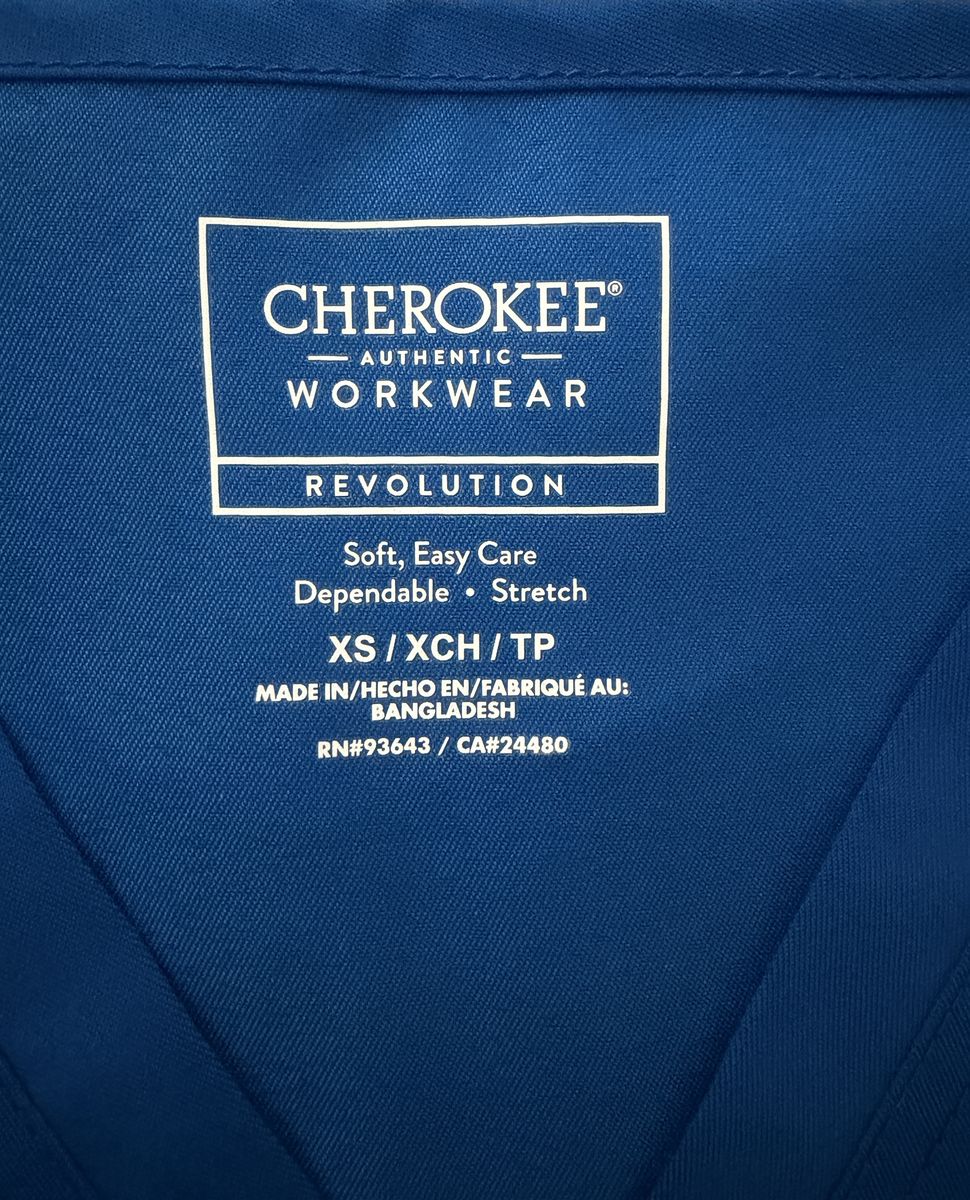 CHEROKEE®
AUTHENTIC
WORKWEAR
REVOLUTION
Soft, Easy Care
Dependable • Stretch
XS / XCH / TP
MADE IN/HECHO EN/FABRIQUÉ AU:
BANGLADESH
RN#93643 / CA#24480